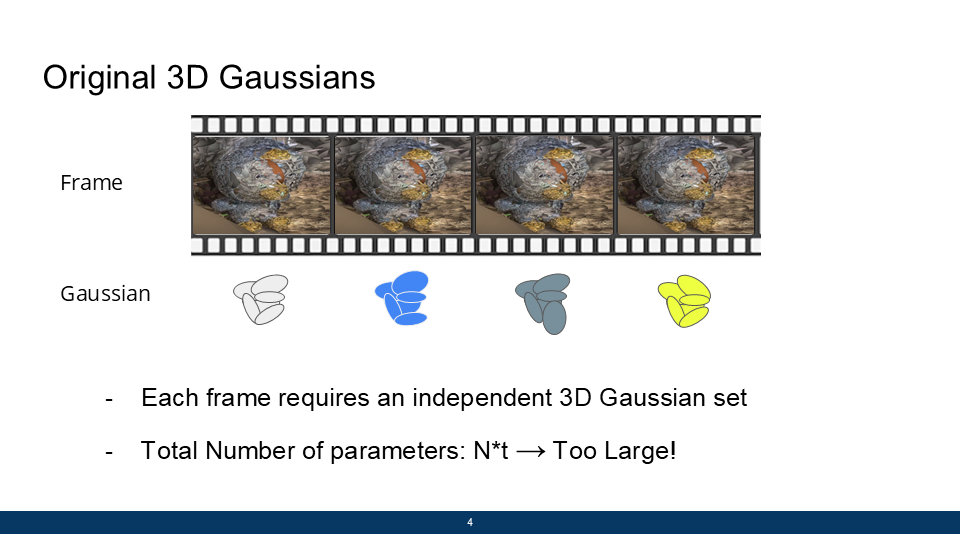 Original 3D Gaussians
Frame
Gaussian
- Each frame requires an independent 3D Gaussian set
- Total Number of parameters: N*t ⟶ Too Large!
4